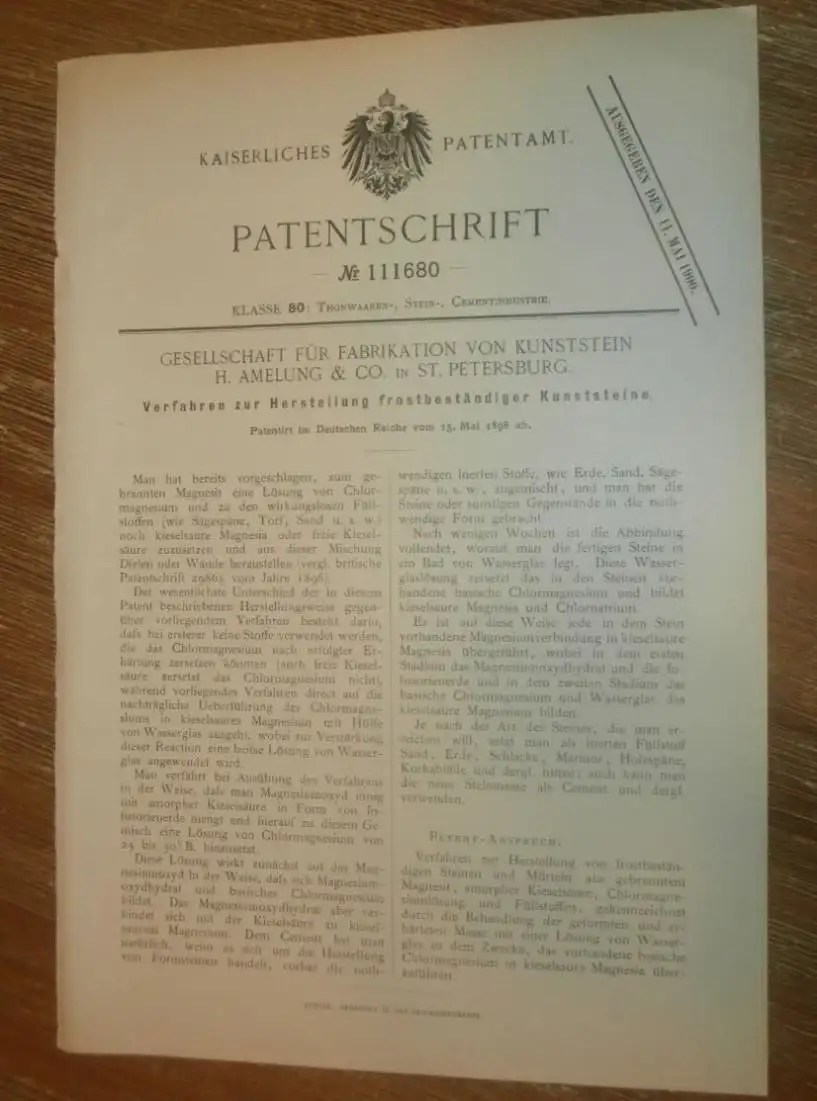 KAISERLICHES PATENTAMT.
AUSGEGEBEN DEN 11. MAI 1900.
PATENTSCHRIFT
— № 111680 —
KLASSE 80: THONWAAREN-, STEIN-, CEMENTINDUSTRIE.
GESELLSCHAFT FÜR FABRIKATION VON KUNSTSTEIN
H. AMELUNG & CO. IN ST. PETERSBURG.
Verfahren zur Herstellung frostbeständiger Kunststeine.
Patentirt im Deutschen Reiche vom 15. Mai 1898 ab.
Man hat bereits vorgeschlagen, zum ge-
brannten Magnesit eine Lösung von Chlor-
magnesium und zu den wirkungslosen Füll-
stoffen (wie Sägespäne, Torf, Sand u. s. w.)
noch kieselsaure Magnesia oder freie Kiesel-
säure zuzusetzen und aus dieser Mischung
Dielen oder Wände herzustellen (vergl. britische
Patentschrift vom Jahre 1896).
Der wesentlichste Unterschied der in diesem
Patent beschriebenen Herstellungsweise gegen-
über vorliegendem Verfahren besteht darin,
dafs bei ersterer keine Stoffe verwendet werden,
die das Chlormagnesium nach erfolgter Er-
härtung zersetzen könnten (auch freie Kiesel-
säure zersetzt das Chlormagnesium nicht),
während vorliegendes Verfahren direct auf die
nachträgliche Ueberführung des Chlormagne-
siums in kieselsaures Magnesium mit Hülfe
von Wasserglas ausgeht, wobei zur Verstärkung
dieser Reaction eine heifse Lösung von Wasser-
glas angewendet wird.
Man verfährt bei Ausübung des Verfahrens
in der Weise, dafs man Magnesiumoxyd innig
mit amorpher Kieselsäure in Form von In-
fusorienerde mengt und hierauf zu diesem Ge-
misch eine Lösung von Chlormagnesium von
25 bis 30° B. hinzusetzt.
Diese Lösung wirkt zunächst auf das Mag-
nesiumoxyd in der Weise, dafs sich Magnesium-
oxydhydrat und basisches Chlormagnesium
bildet. Das Magnesiumoxydhydrat aber ver-
bindet sich mit der Kieselsäure zu kiesel-
saurem Magnesium. Dem Cement hat man
natürlich, wenn es sich um die Herstellung
von Formsteinen handelt, vorher die noth-
wendigen inerten Stoffe, wie Erde, Sand, Säge-
späne u. s. w., zugemischt, und man hat die
Steine oder sonstigen Gegenstände in die noth-
wendige Form gebracht.
Nach wenigen Wochen ist die Abbindung
vollendet, worauf man die fertigen Steine in
ein Bad von Wasserglas legt. Diese Wasser-
glaslösung zersetzt das in den Steinen vor-
handene basische Chlormagnesium und bildet
kieselsaure Magnesia und Chlornatrium.
Es ist auf diese Weise jede in dem Stein
vorhandene Magnesiumverbindung in kieselsaure
Magnesia übergeführt, wobei in dem ersten
Stadium das Magnesiumoxydhydrat und die In-
fusorienerde und in dem zweiten Stadium das
basische Chlormagnesium und Wasserglas das
kieselsaure Magnesium bilden.
Je nach der Art des Steines, die man er-
reichen will, setzt man als inerten Füllstoff
Sand, Erde, Schlacke, Marmor, Holzspäne,
Korkabfälle und dergl. hinzu; auch kann man
die neue Steinmasse als Cement und dergl.
verwenden.
PATENT-ANSPRUCH:
Verfahren zur Herstellung von frostbestän-
digen Steinen und Mörteln aus gebranntem
Magnesit, amorpher Kieselsäure, Chlormagne-
siumlösung und Füllstoffen, gekennzeichnet
durch die Behandlung der geformten und er-
härteten Masse mit einer Lösung von Wasser-
glas zu dem Zwecke, das vorhandene basische
Chlormagnesium in kieselsaure Magnesia über-
zuführen.
BERLIN. GEDRUCKT IN DER REICHSDRUCKEREI.